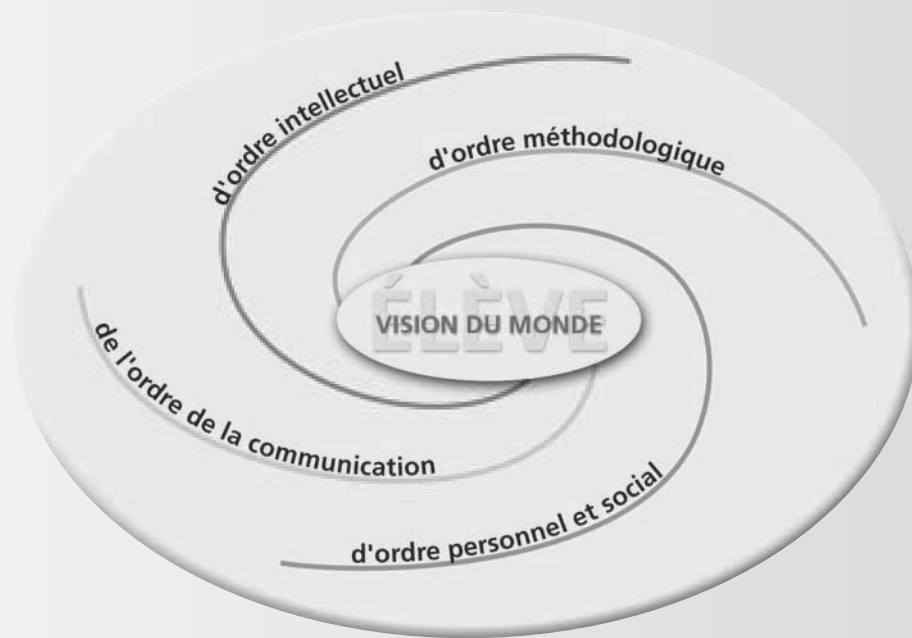 d'ordre intellectuel
d'ordre méthodologique
ÉLÈVE
VISION DU MONDE
de l'ordre de la communication
d'ordre personnel et social